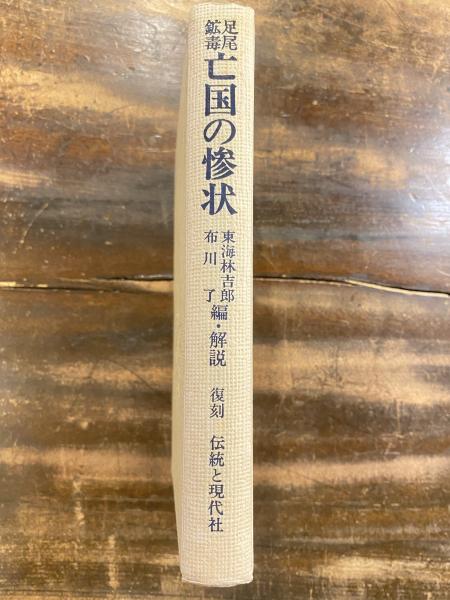 足尾
鉱毒
亡国の惨状
東海林吉郎
布川 了
編・解説
復刻
伝統と現代社